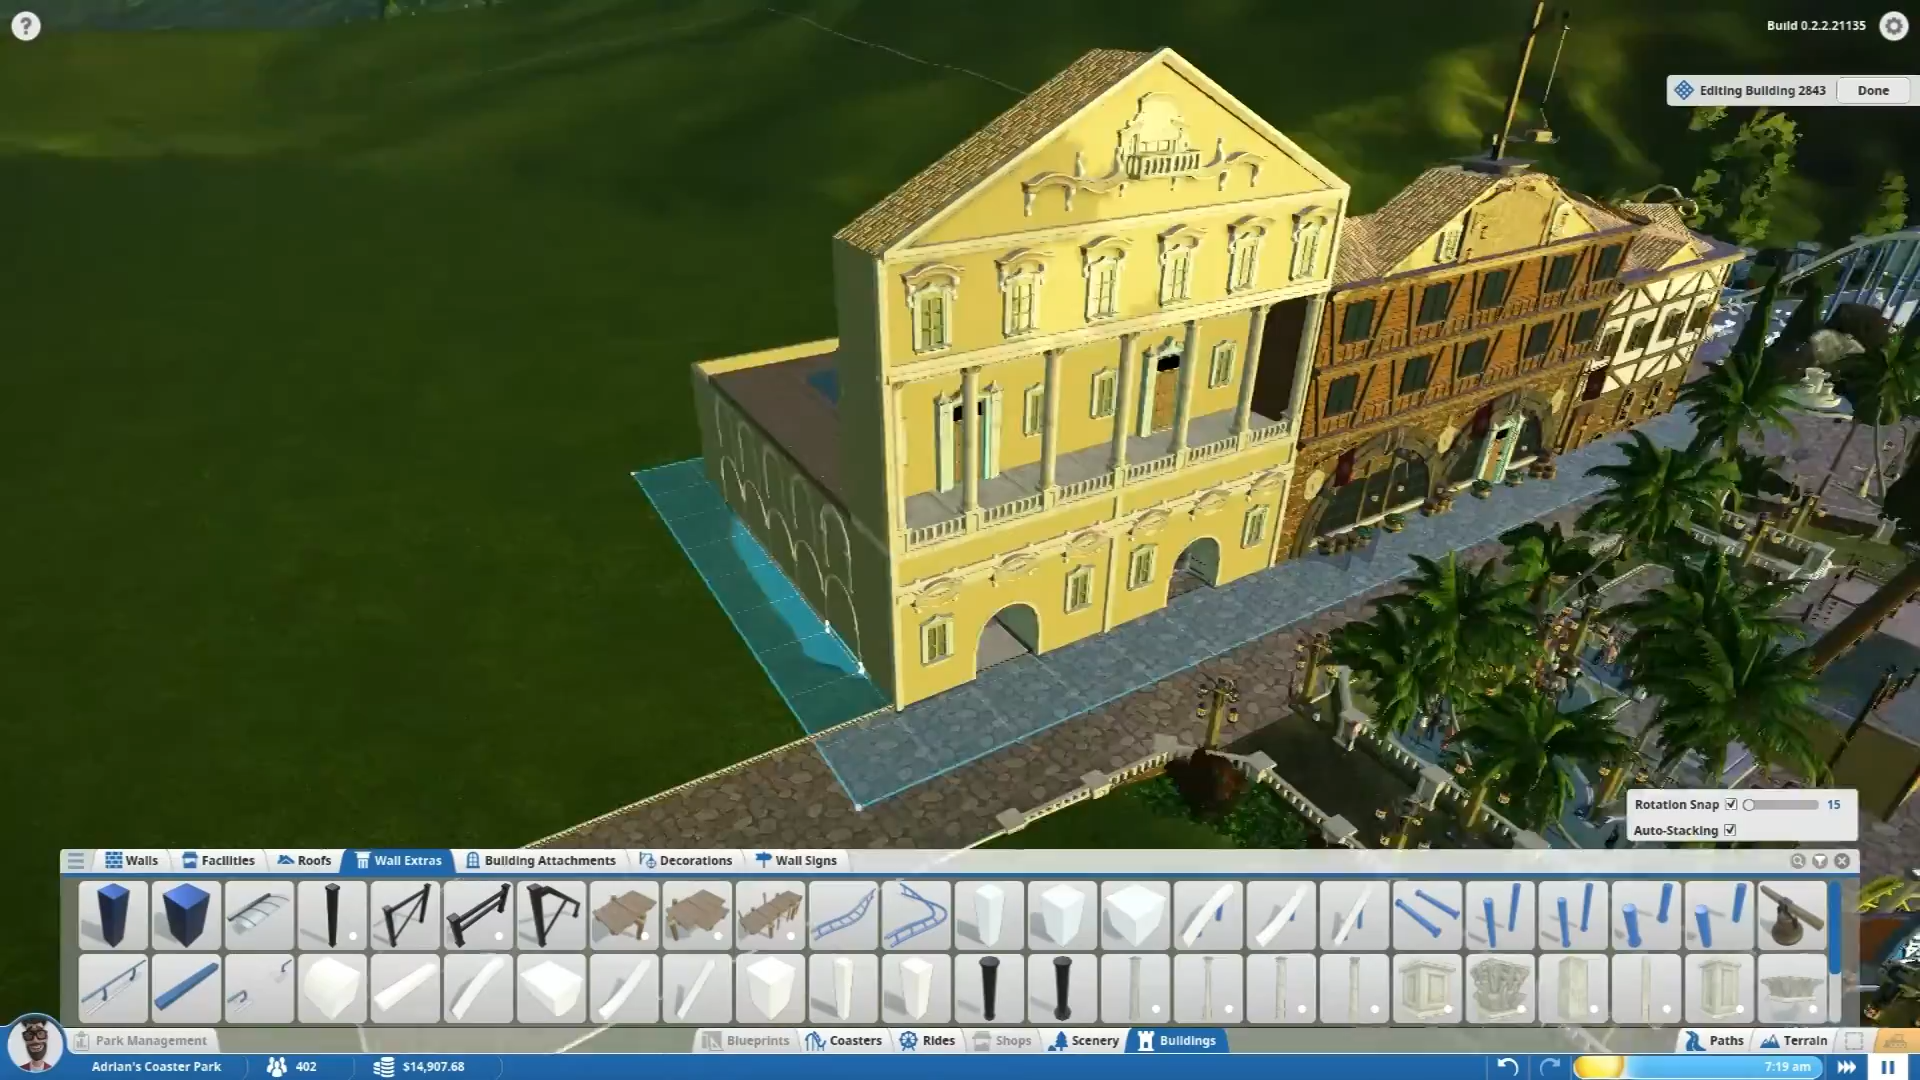 ?
Build 0.2.2.21135
Editing Building 2843 Done
Rotation Snap 15
Auto-Stacking
Walls Facilities Roofs Wall Extras Building Attachments Decorations Wall Signs
Park Management Blueprints Coasters Rides Shops Scenery Buildings Paths Terrain
Adrian's Coaster Park 402 $14,907.68 7:19 am